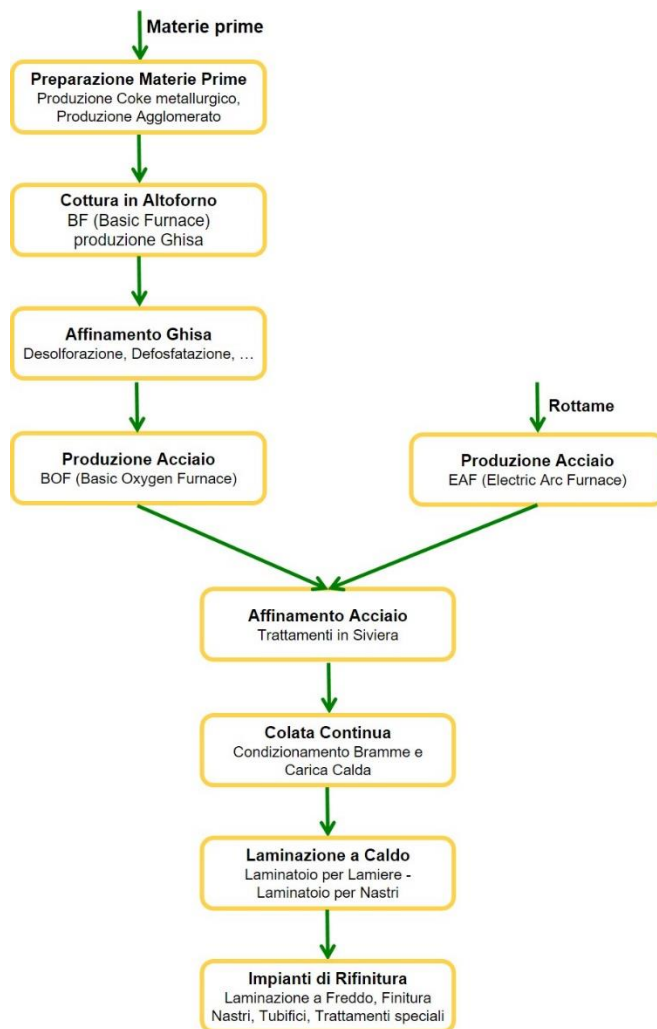 Materie prime
Preparazione Materie Prime
Produzione Coke metallurgico,
Produzione Agglomerato
Cottura in Altoforno
BF (Basic Furnace)
produzione Ghisa
Affinamento Ghisa
Desolforazione, Defosfatazione, …
Rottame
Produzione Acciaio
BOF (Basic Oxygen Furnace)
Produzione Acciaio
EAF (Electric Arc Furnace)
Affinamento Acciaio
Trattamenti in Siviera
Colata Continua
Condizionamento Bramme e
Carica Calda
Laminazione a Caldo
Laminatoio per Lamiere -
Laminatoio per Nastri
Impianti di Rifinitura
Laminazione a Freddo, Finitura
Nastri, Tubifici, Trattamenti speciali